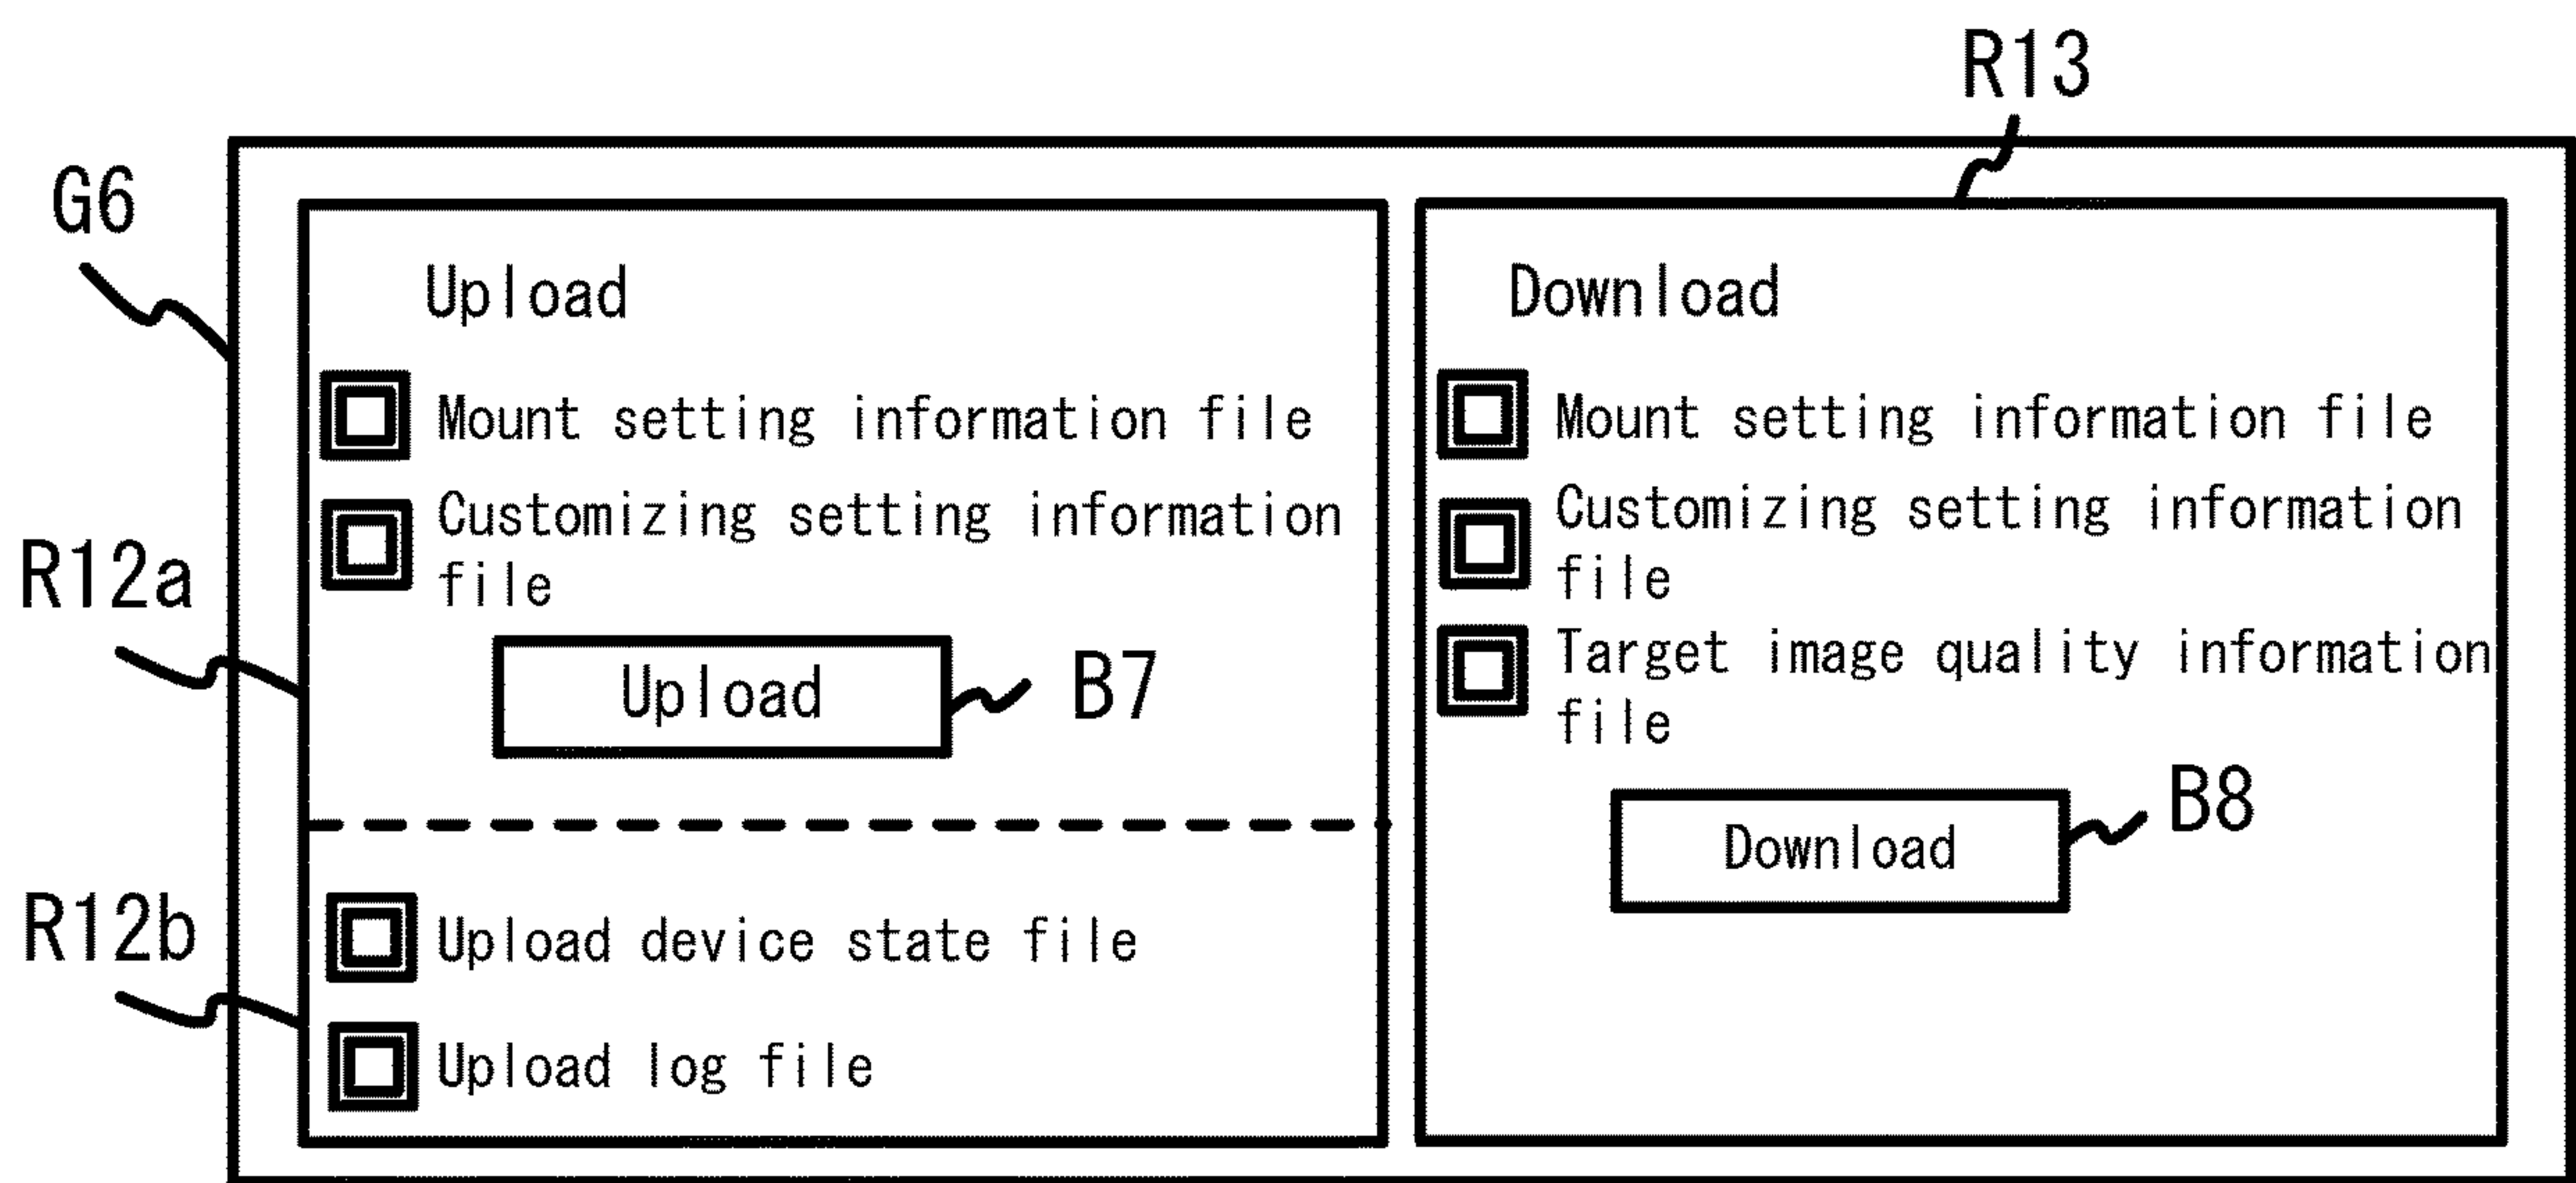 R13
G6
Upload
Mount setting information file
Customizing setting information
file
R12a
Upload
B7
R12b
Upload device state file
Upload log file
Download
Mount setting information file
Customizing setting information
file
Target image quality information
file
Download
B8